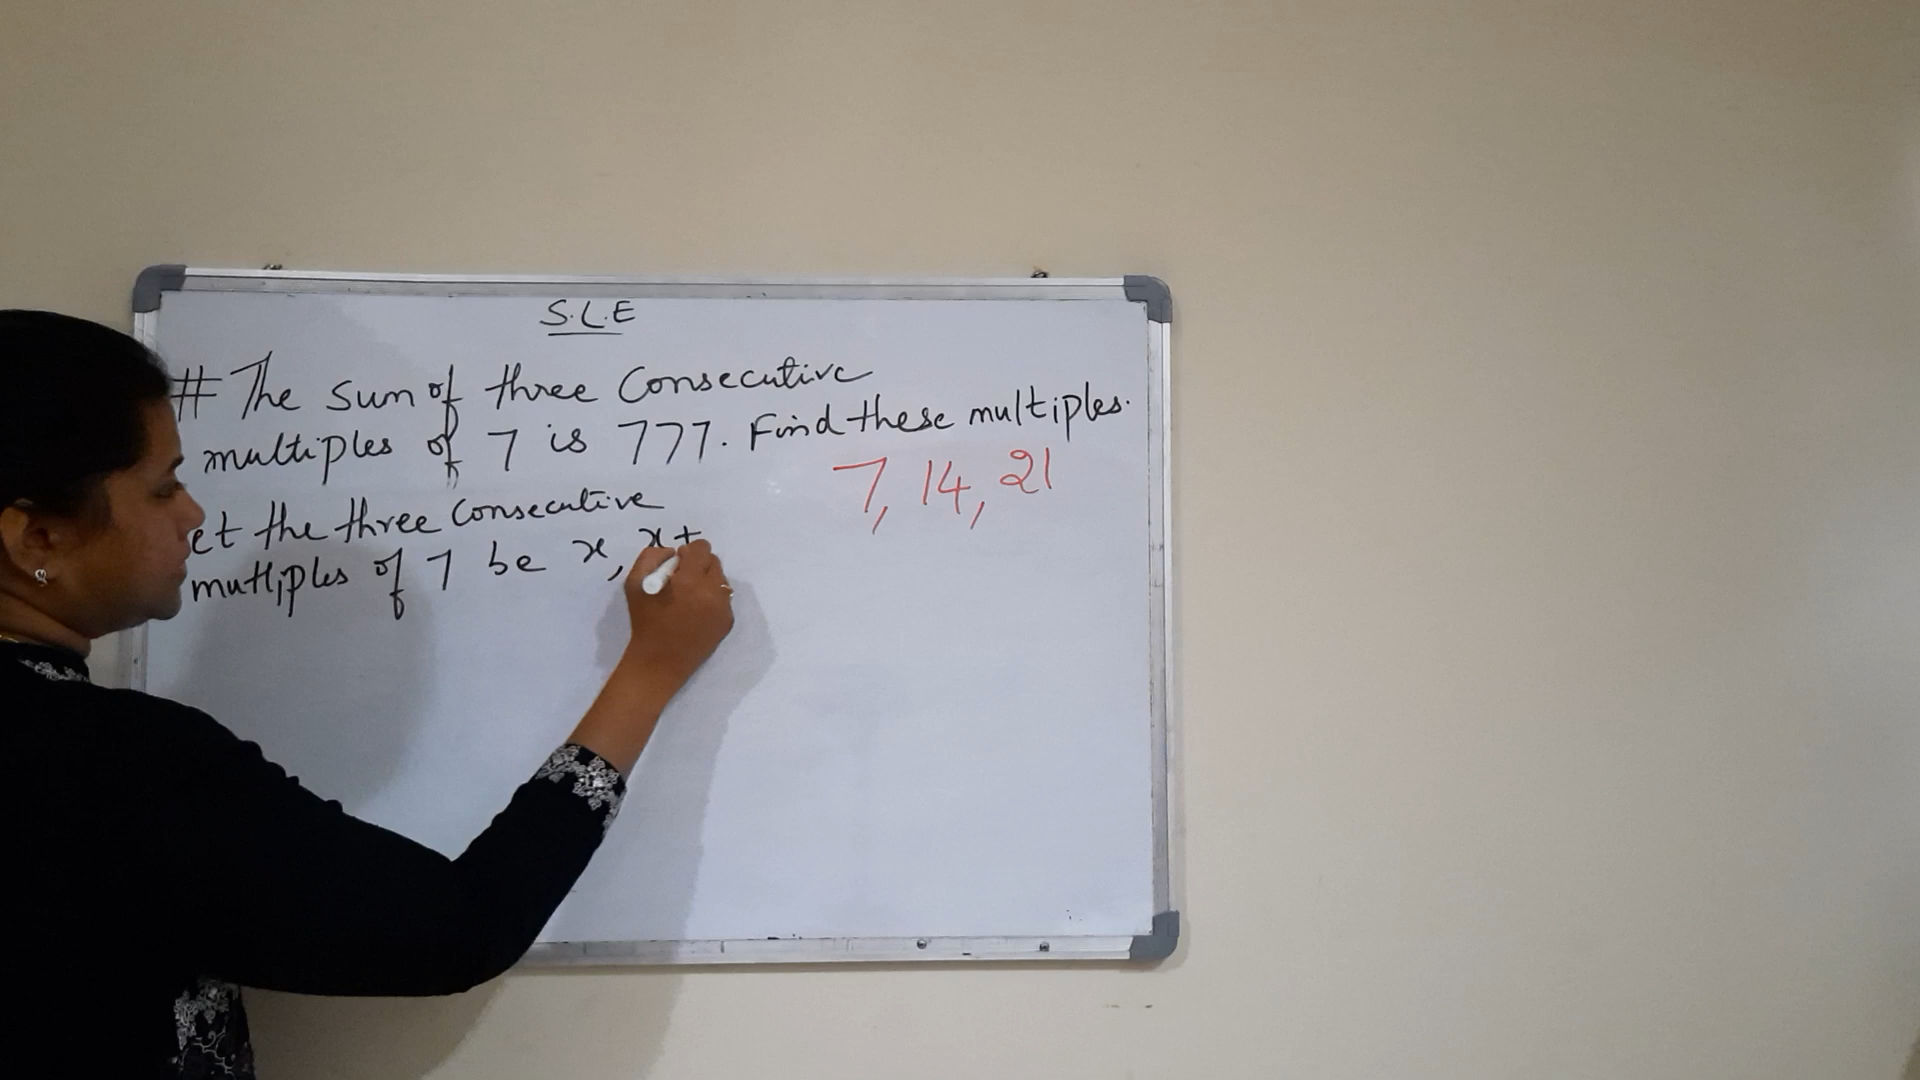 S.L.E
# The sum of three Consecutive
multiples of 7 is 777. Find these multiples.
7, 14, 21
et the three Consecutive
mutliples of 7 be x, x+